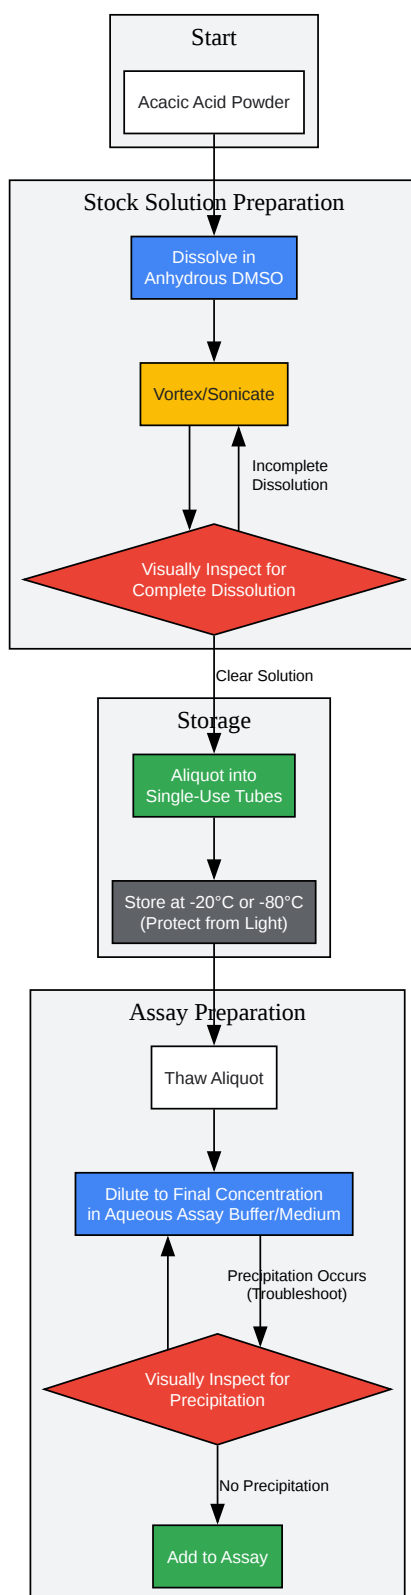 Start
Acacic Acid Powder
Stock Solution Preparation
Dissolve in
Anhydrous DMSO
Vortex/Sonicate
Incomplete
Dissolution
Visually Inspect for
Complete Dissolution
Clear Solution
Storage
Aliquot into
Single-Use Tubes
Store at -20°C or -80°C
(Protect from Light)
Assay Preparation
Thaw Aliquot
Dilute to Final Concentration
in Aqueous Assay Buffer/Medium
Precipitation Occurs
(Troubleshoot)
Visually Inspect for
Precipitation
No Precipitation
Add to Assay